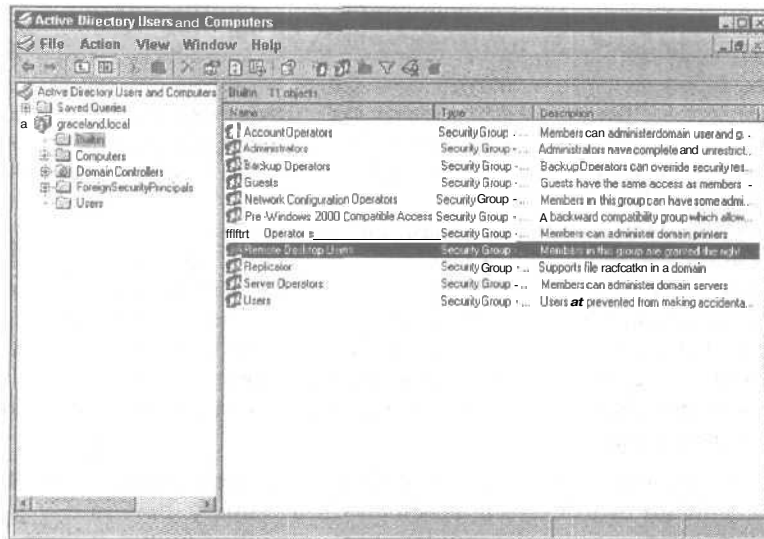 Active Directory Users and Computers
File Action View Window Help
Active Directory Users and Computers
Saved Queries
a graceland.local
Builtin
Computers
Domain Controllers
ForeignSecurityPrincipals
Users
Builtin 11 objects
Name Type Description
Account Operators Security Group - ... Members can administer domain user and g..
Administrators Security Group - ... Administrators have complete and unrestrict..
Backup Operators Security Group - ... Backup Operators can override security res..
Guests Security Group - ... Guests have the same access as members -
Network Configuration Operators Security Group - ... Members in this group can have some admi..
Pre-Windows 2000 Compatible Access Security Group - ... A backward compatibility group which allow..
fflftrt Operator s Security Group - ... Members can administer domain printers
Remote Desktop Users Security Group - ... Members in this group are granted the right
Replicator Security Group - ... Supports file racfcatkn in a domain
Server Operators Security Group - ... Members can administer domain servers
Users Security Group - ... Users at prevented from making accidenta..